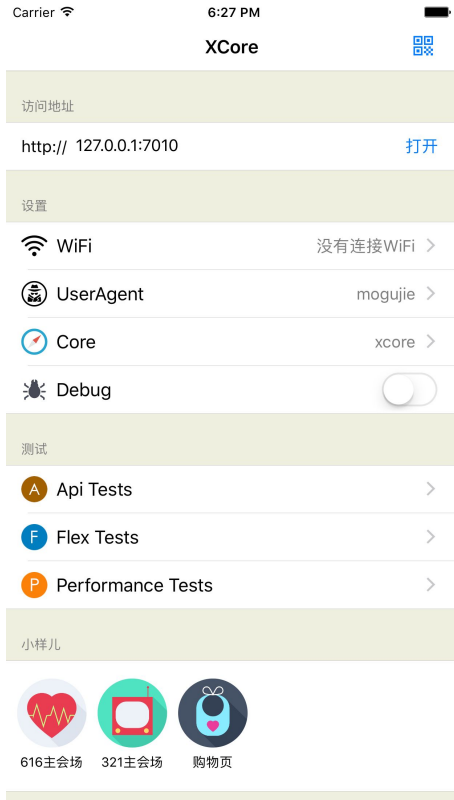 Carrier 6:27 PM
XCore
访问地址
http:// 127.0.0.1:7010 打开
设置
WiFi 没有连接WiFi
UserAgent mogujie
Core xcore
Debug
测试
A Api Tests
F Flex Tests
P Performance Tests
小样儿
616主会场 321主会场 购物页